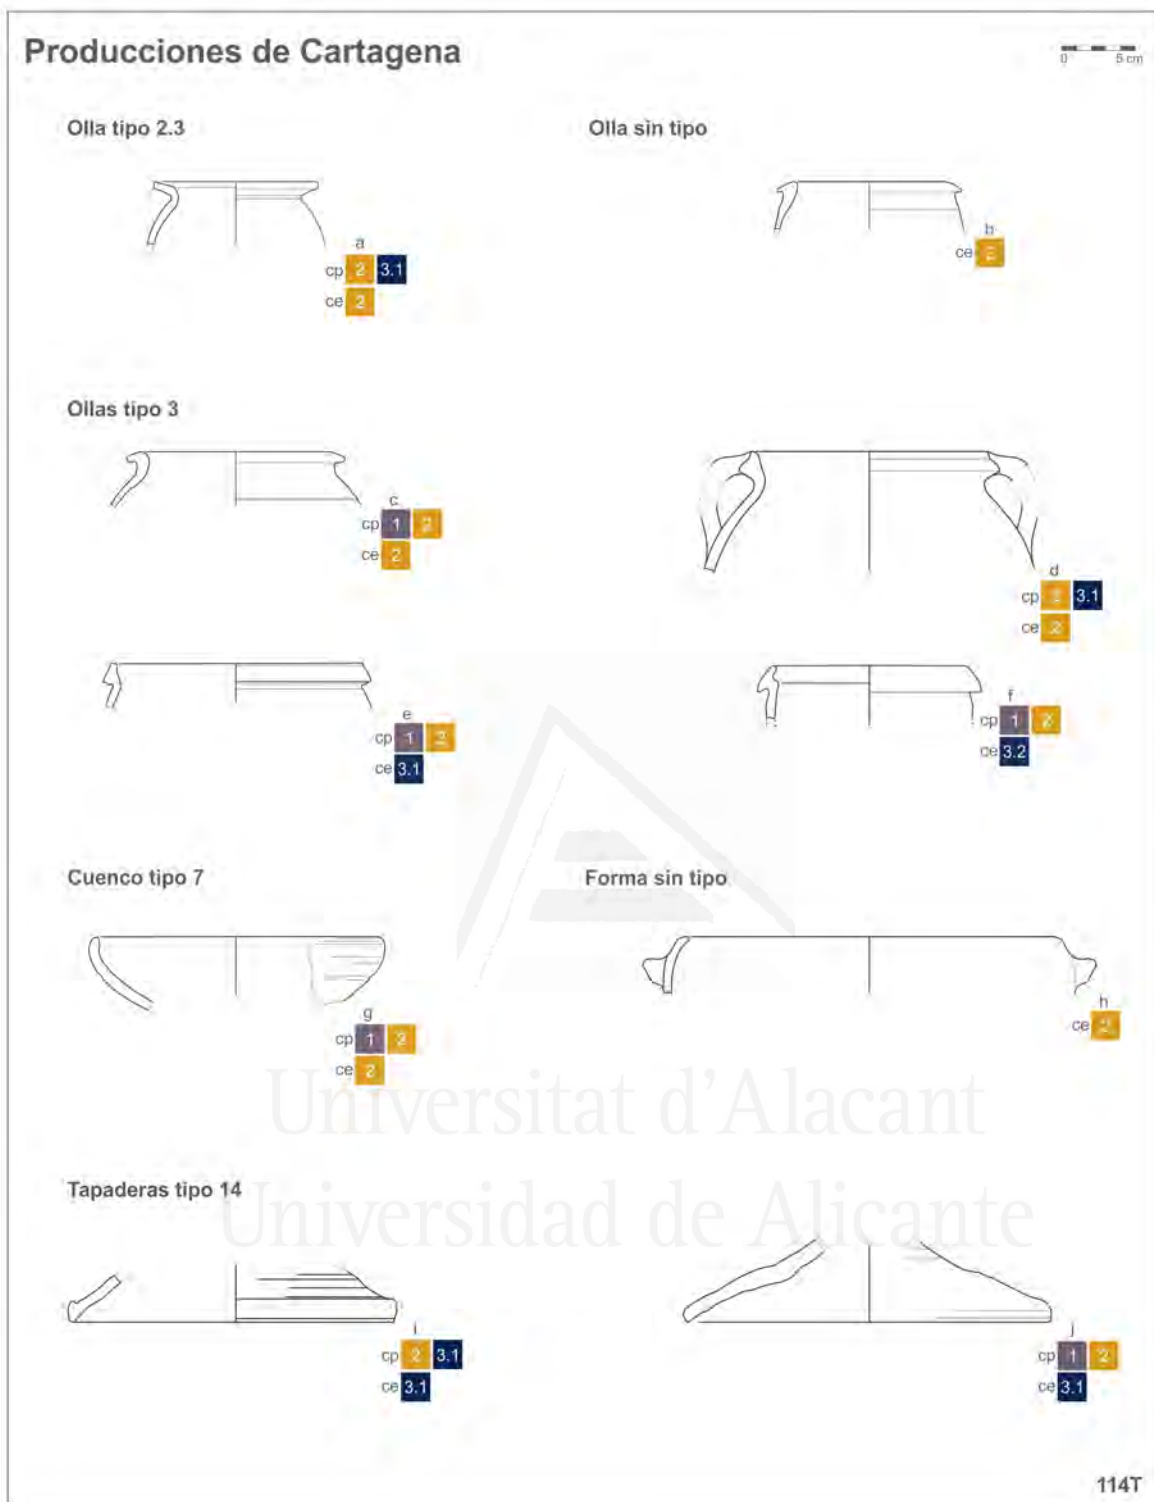 Producciones de Cartagena
0 5 cm
Olla tipo 2.3
Olla sin tipo
a
cp 2 3.1
ce 2
b
ce 2
Ollas tipo 3
c
cp 1 2
ce 2
d
cp 2 3.1
ce 2
e
cp 1 2
ce 3.1
f
cp 1 2
ce 3.2
Cuenco tipo 7
Forma sin tipo
g
cp 1 2
ce 2
h
ce 2
Universitat d'Alacant
Universidad de Alicante
Tapaderas tipo 14
i
cp 2 3.1
ce 3.1
j
cp 1 2
ce 3.1
114T